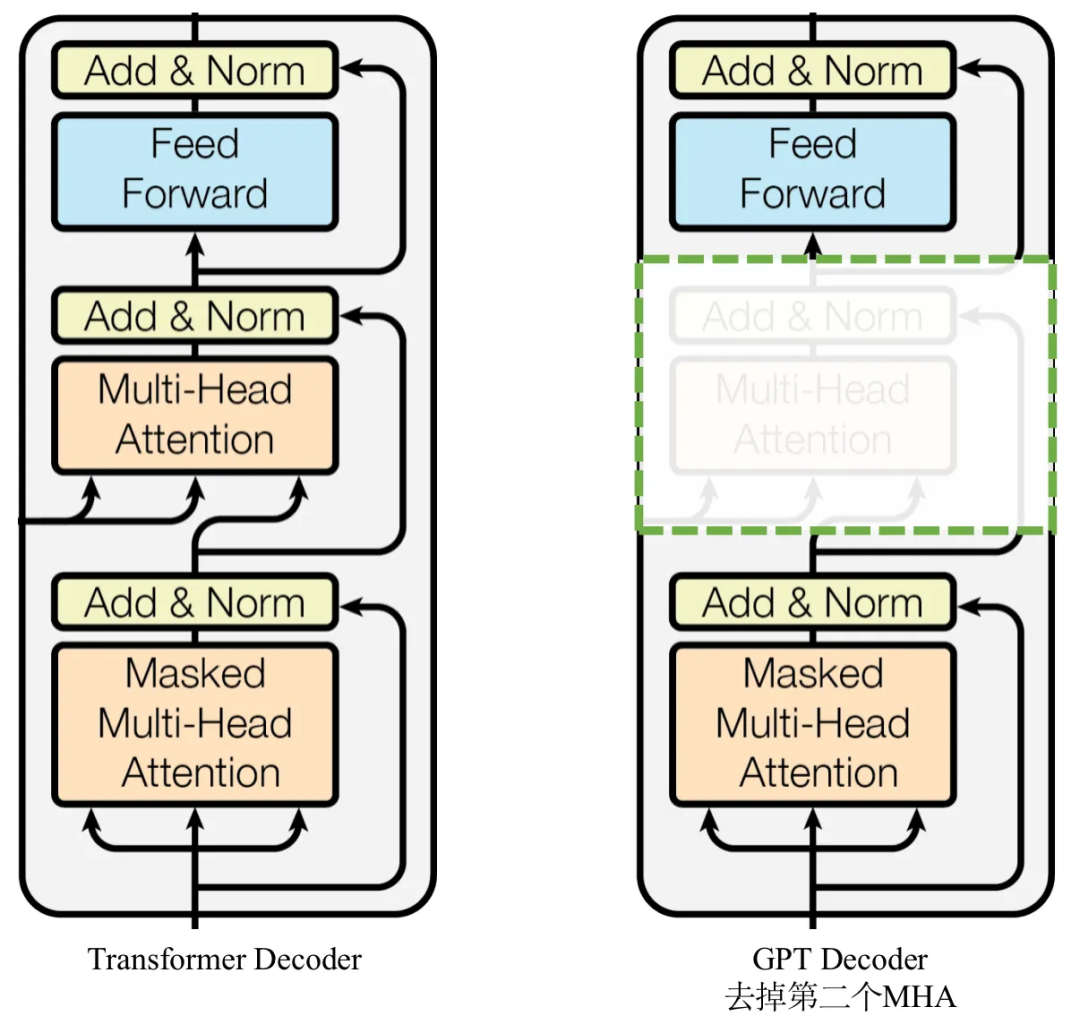 Add & Norm
Feed
Forward
Add & Norm
Multi-Head
Attention
Add & Norm
Masked
Multi-Head
Attention
Transformer Decoder
Add & Norm
Feed
Forward
Add & Norm
Multi-Head
Attention
Add & Norm
Masked
Multi-Head
Attention
GPT Decoder
去掉第二个MHA